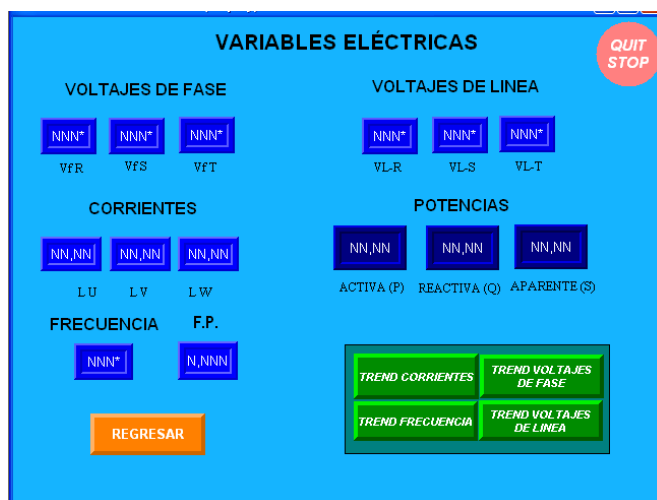 VARIABLES ELÉCTRICAS
QUIT
STOP
VOLTAJES DE FASE
VOLTAJES DE LINEA
NNN* NNN* NNN*
NNN* NNN* NNN*
VfR VfS VfT
VL-R VL-S VL-T
CORRIENTES
POTENCIAS
NN,NN NN,NN NN,NN
NN,NN NN,NN NN,NN
L U L V L W
ACTIVA (P) REACTIVA (Q) APARENTE (S)
FRECUENCIA F.P.
NNN* N,NNN
TREND CORRIENTES
TREND VOLTAJES
DE FASE
TREND FRECUENCIA
TREND VOLTAJES
DE LINEA
REGRESAR